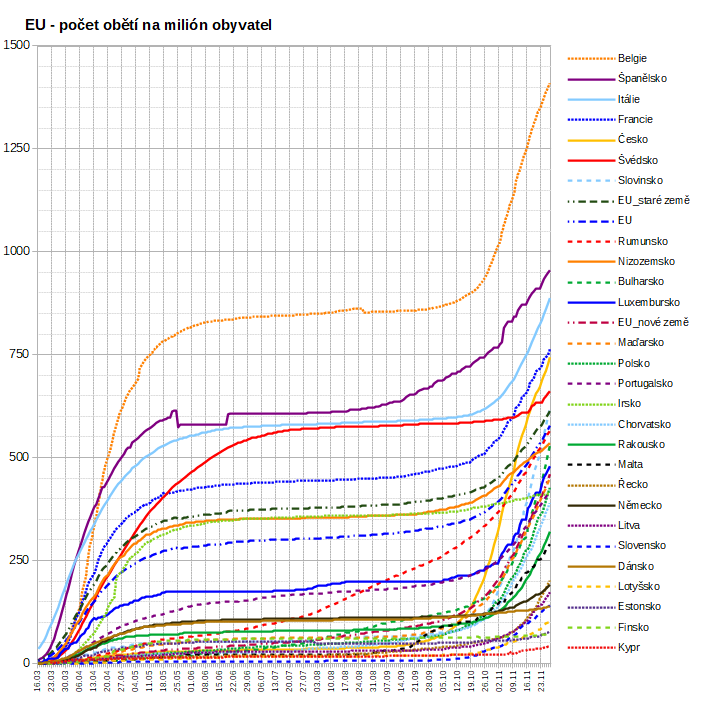 EU - počet obětí na milión obyvatel
1500
1250
1000
750
500
250
0
16.03
23.03
30.03
06.04
13.04
20.04
27.04
04.05
11.05
18.05
25.05
01.06
08.06
15.06
22.06
29.06
06.07
13.07
20.07
27.07
03.08
10.08
17.08
24.08
31.08
07.09
14.09
21.09
28.09
05.10
12.10
19.10
26.10
02.11
09.11
16.11
23.11
Belgie
Španělsko
Itálie
Francie
Česko
Švédsko
Slovinsko
EU_staré země
EU
Rumunsko
Nizozemsko
Bulharsko
Luxembursko
EU_nové země
Maďarsko
Polsko
Portugalsko
Irsko
Chorvatsko
Rakousko
Malta
Řecko
Německo
Litva
Slovensko
Dánsko
Lotyšsko
Estonsko
Finsko
Kypr